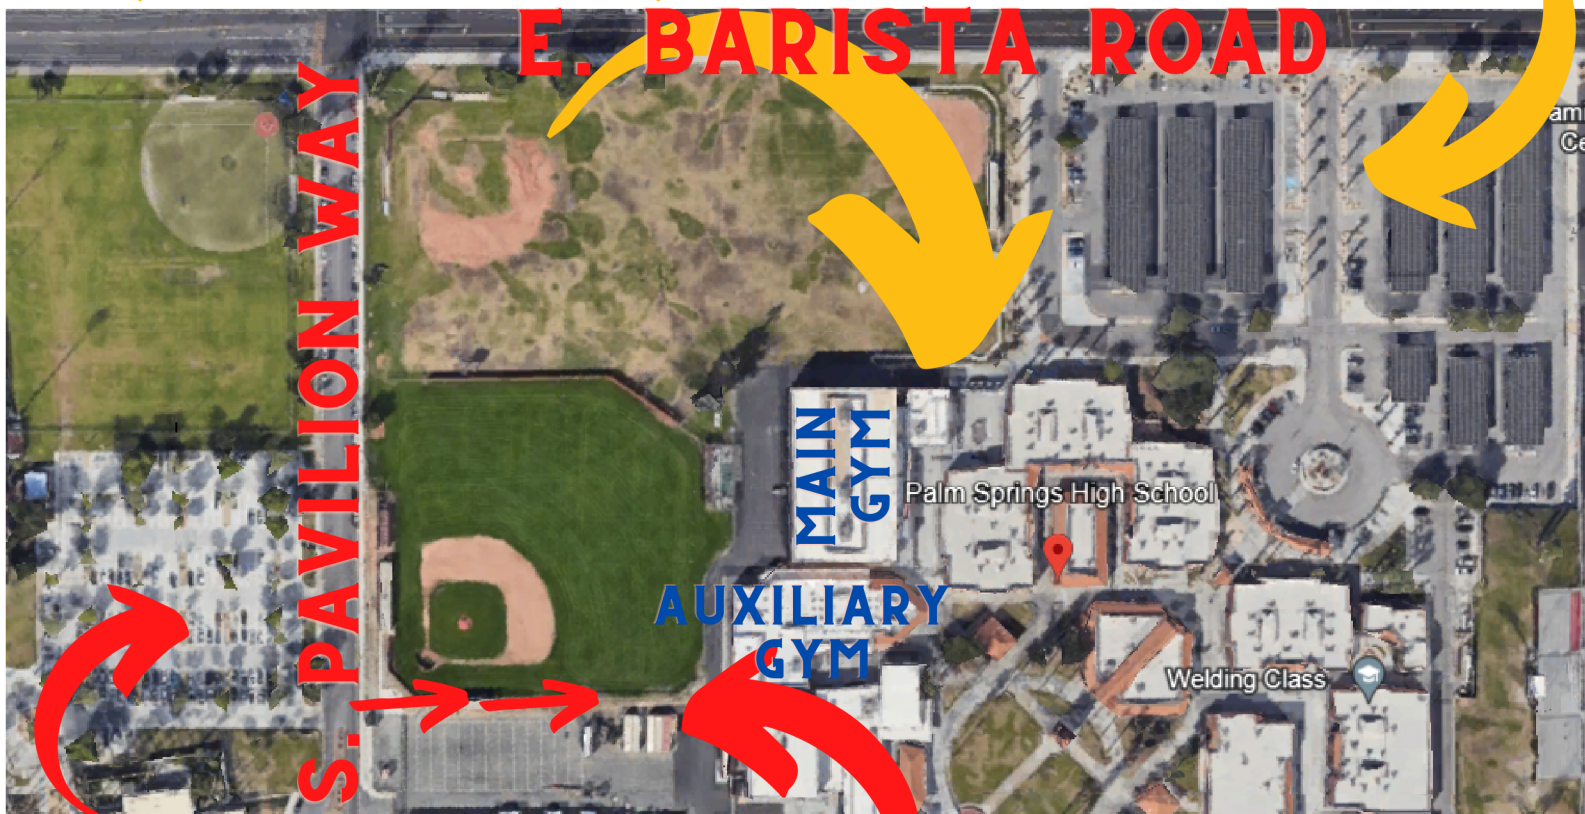 E. BARISTA ROAD
S. PAVILION WAY
MAIN
GYM
Palm Springs High School
AUXILIARY
GYM
Welding Class